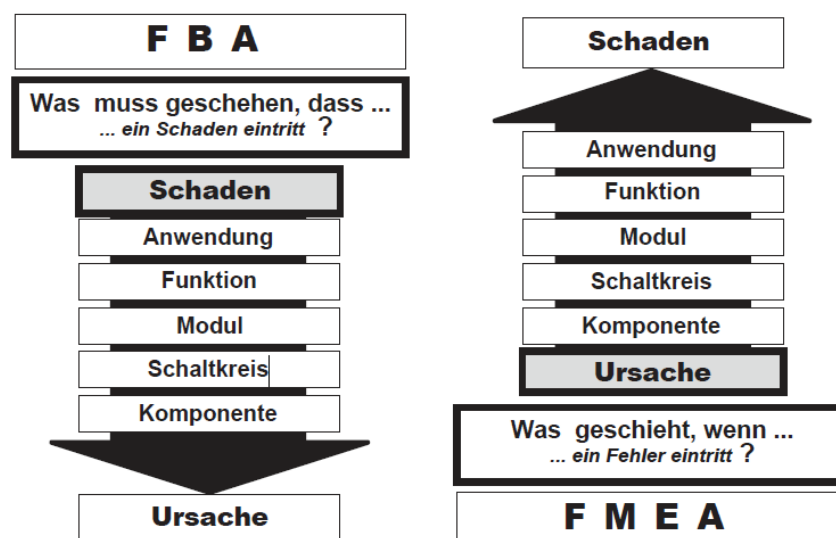 F B A
Was muss geschehen, dass ...
... ein Schaden eintritt ?
Schaden
Anwendung
Funktion
Modul
Schaltkreis
Komponente
Ursache
Schaden
Anwendung
Funktion
Modul
Schaltkreis
Komponente
Ursache
Was geschieht, wenn ...
... ein Fehler eintritt ?
F M E A